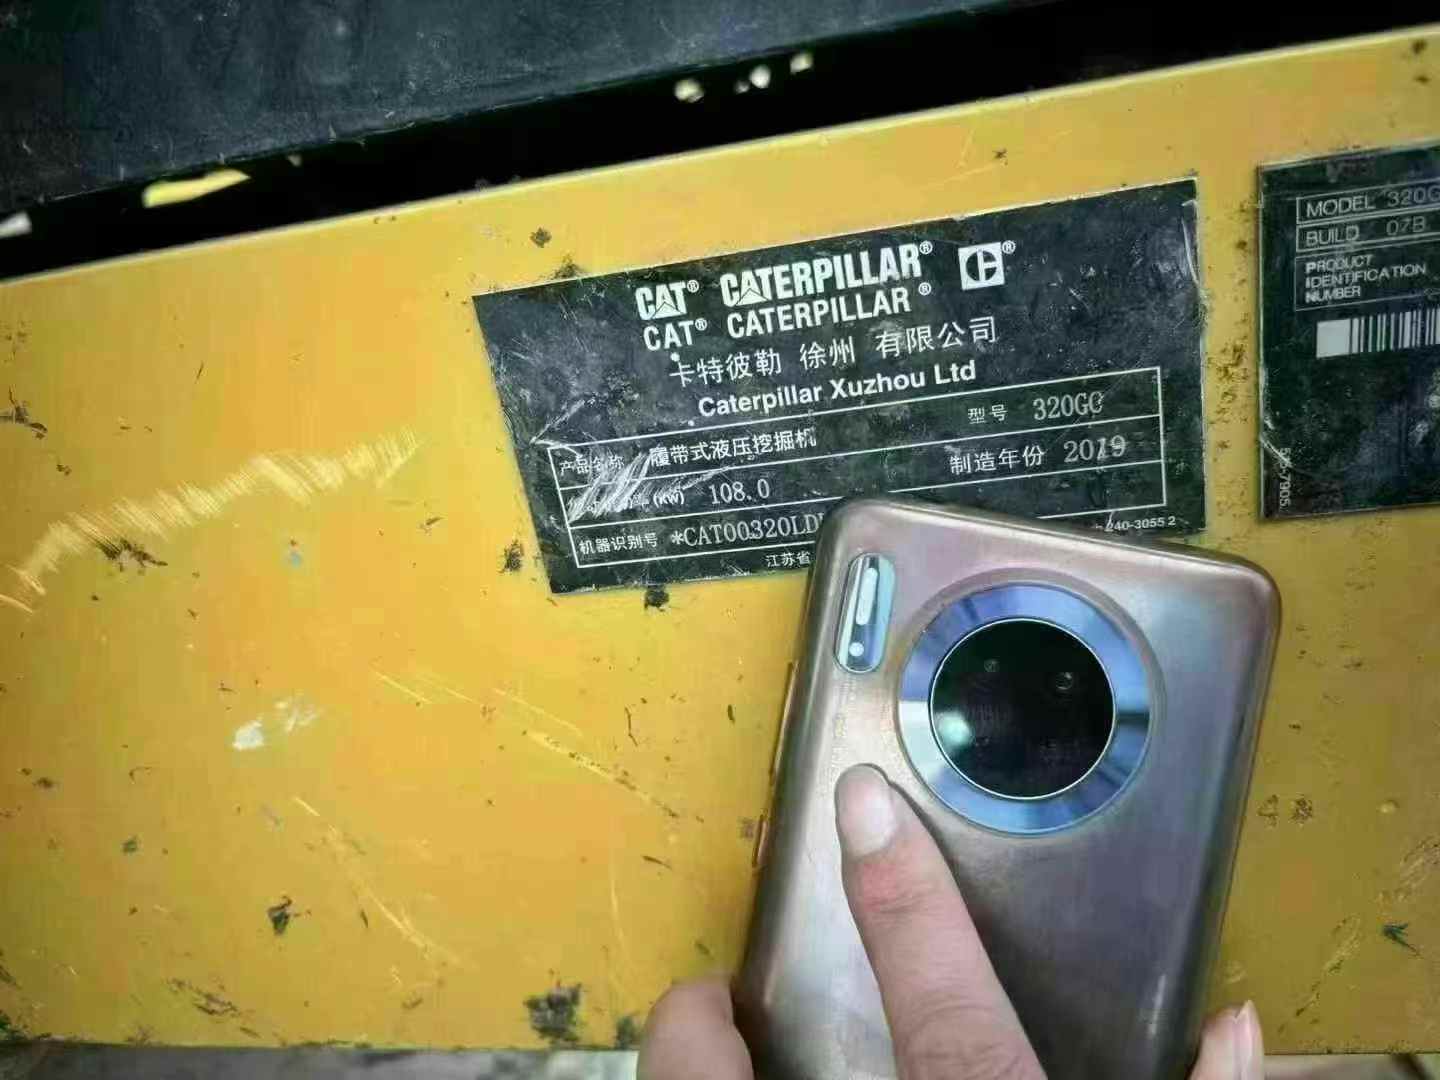 CAT® CATERPILLAR®
CAT® CATERPILLAR®
卡特彼勒 徐州 有限公司
Caterpillar Xuzhou Ltd
产品名称 履带式液压挖掘机 型号 320GC
(KW) 108.0 制造年份 2019
机器识别号 *CAT00320LD
江苏省
240-3055 2
MODEL 320G
BUILD 07B
PRODUCT
IDENTIFICATION
NUMBER